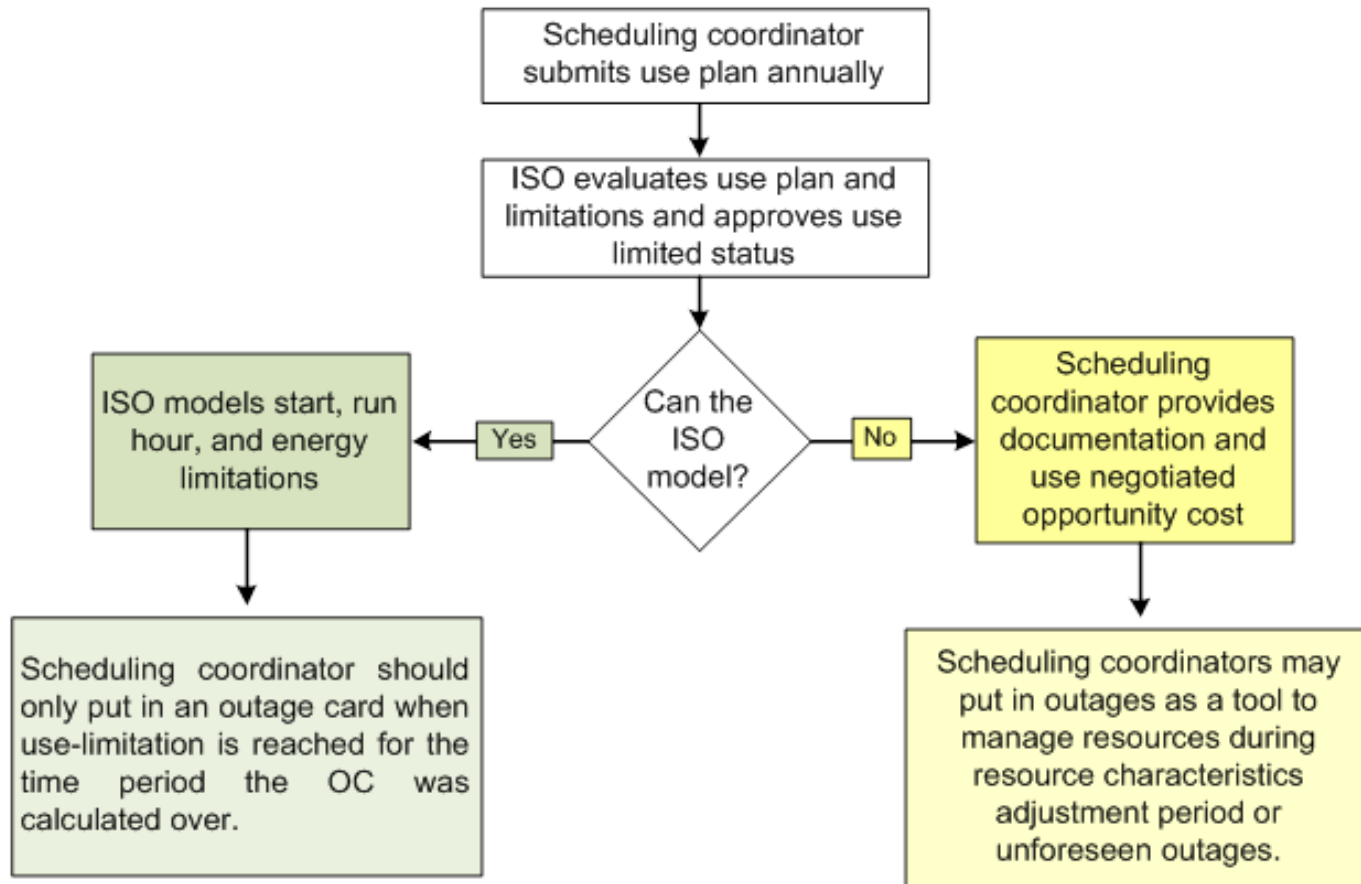 Scheduling coordinator
submits use plan annually
ISO evaluates use plan and
limitations and approves use
limited status
Can the
ISO
model?
Yes
No
ISO models start, run
hour, and energy
limitations
Scheduling
coordinator provides
documentation and
use negotiated
opportunity cost
Scheduling coordinator should
only put in an outage card when
use-limitation is reached for the
time period the OC was
calculated over.
Scheduling coordinators may
put in outages as a tool to
manage resources during
resource characteristics
adjustment period or
unforeseen outages.